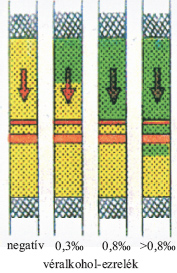 negatív 0,3‰ 0,8‰ >0,8‰
véralkohol-ezrelék